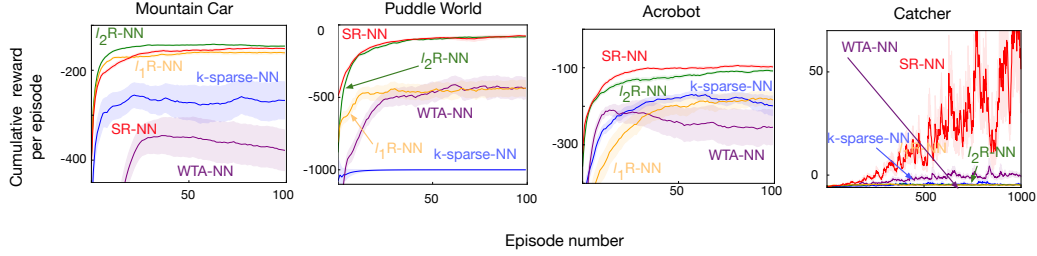 Mountain Car
Puddle World
Acrobot
Catcher
Cumulative reward
per episode
-200
-400
50
100
l₂R-NN
l₁R-NN
k-sparse-NN
SR-NN
WTA-NN
0
-500
-1000
50
100
SR-NN
l₂R-NN
WTA-NN
l₁R-NN
k-sparse-NN
-100
-300
50
100
SR-NN
l₂R-NN
k-sparse-NN
WTA-NN
l₁R-NN
50
0
500
1000
WTA-NN
SR-NN
k-sparse-NN
l₂R-NN
Episode number